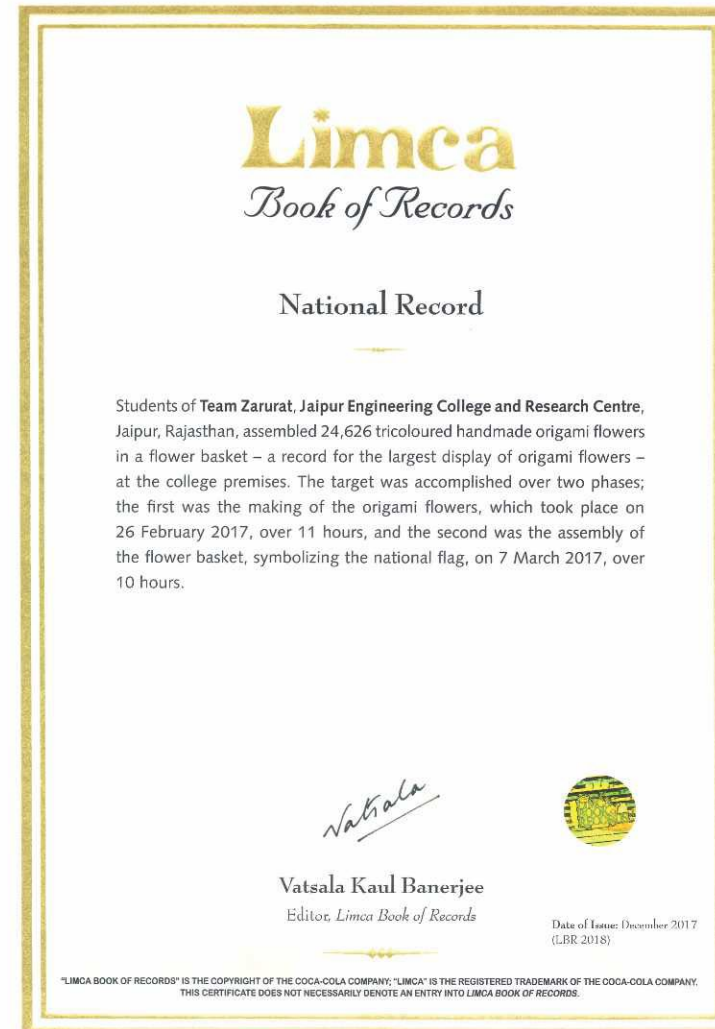 Limca
Book of Records
National Record
Students of Team Zarurat, Jaipur Engineering College and Research Centre,
Jaipur, Rajasthan, assembled 24,626 tricoloured handmade origami flowers
in a flower basket – a record for the largest display of origami flowers –
at the college premises. The target was accomplished over two phases;
the first was the making of the origami flowers, which took place on
26 February 2017, over 11 hours, and the second was the assembly of
the flower basket, symbolizing the national flag, on 7 March 2017, over
10 hours.
Vatsala
Vatsala Kaul Banerjee
Editor, Limca Book of Records
Date of Issue: December 2017
(LBR 2018)
"LIMCA BOOK OF RECORDS" IS THE COPYRIGHT OF THE COCA-COLA COMPANY; "LIMCA" IS THE REGISTERED TRADEMARK OF THE COCA-COLA COMPANY.
THIS CERTIFICATE DOES NOT NECESSARILY DENOTE AN ENTRY INTO LIMCA BOOK OF RECORDS.